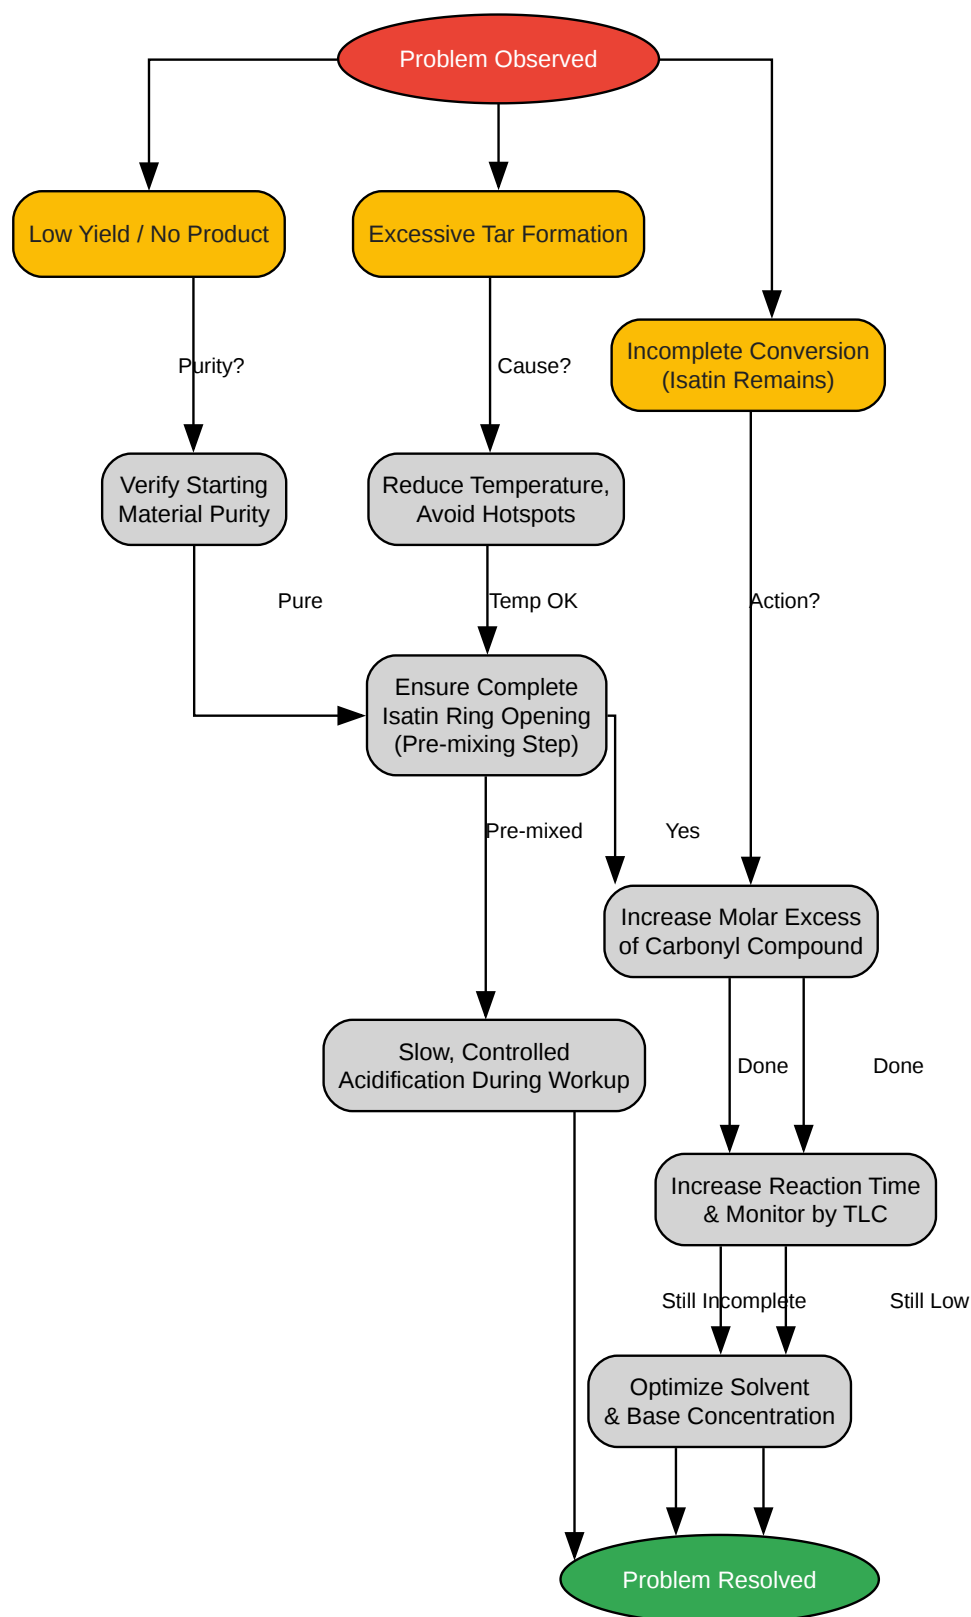 Problem Observed
Low Yield / No Product
Excessive Tar Formation
Incomplete Conversion
(Isatin Remains)
Purity?
Cause?
Verify Starting
Material Purity
Reduce Temperature,
Avoid Hotspots
Pure
Temp OK
Action?
Ensure Complete
Isatin Ring Opening
(Pre-mixing Step)
Pre-mixed
Yes
Increase Molar Excess
of Carbonyl Compound
Slow, Controlled
Acidification During Workup
Done
Done
Increase Reaction Time
& Monitor by TLC
Still Incomplete
Still Low
Optimize Solvent
& Base Concentration
Problem Resolved